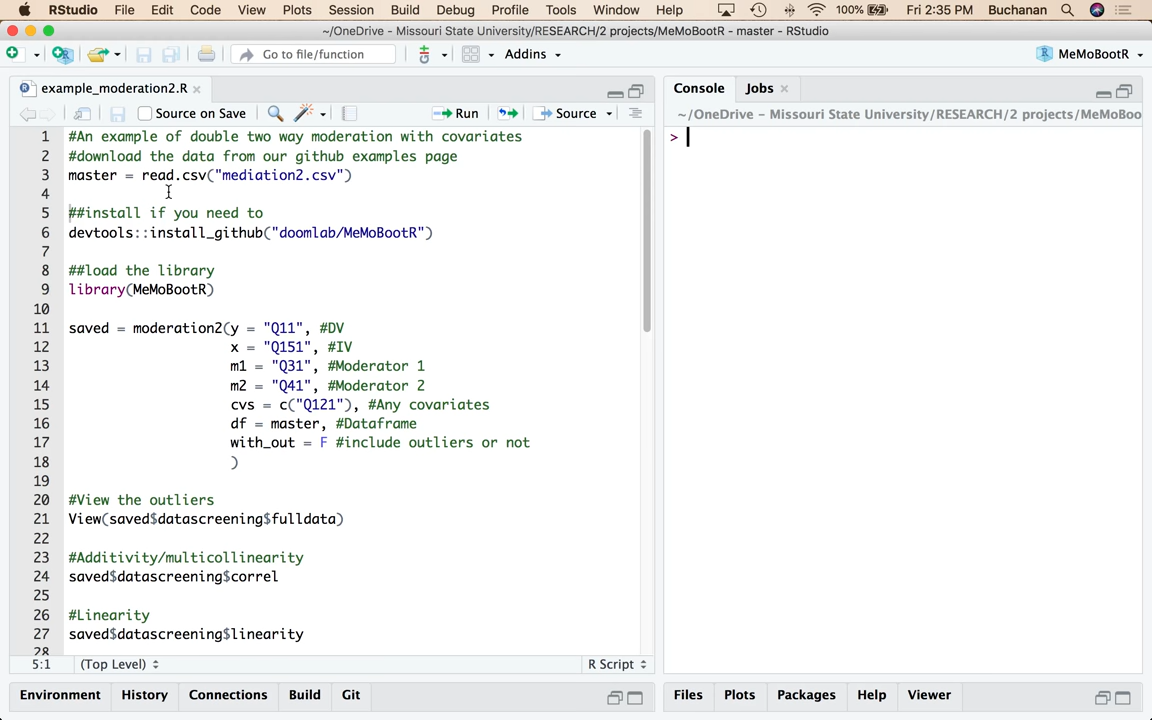 RStudio File Edit Code View Plots Session Build Debug Profile Tools Window Help 100% Fri 2:35 PM Buchanan
~/OneDrive - Missouri State University/RESEARCH/2 projects/MeMoBootR - master - RStudio
Go to file/function Addins MeMoBootR
example_moderation2.R
Source on Save Run Source
1 #An example of double two way moderation with covariates
2 #download the data from our github examples page
3 master = read.csv("mediation2.csv")
4
5 ##install if you need to
6 devtools::install_github("doomlab/MeMoBootR")
7
8 ##load the library
9 library(MeMoBootR)
10
11 saved = moderation2(y = "Q11", #DV
12 x = "Q151", #IV
13 m1 = "Q31", #Moderator 1
14 m2 = "Q41", #Moderator 2
15 cvs = c("Q121"), #Any covariates
16 df = master, #Dataframe
17 with_out = F #include outliers or not
18 )
19
20 #View the outliers
21 View(saved$datascreening$fulldata)
22
23 #Additivity/multicollinearity
24 saved$datascreening$correl
25
26 #Linearity
27 saved$datascreening$linearity
28
5:1 (Top Level) R Script
Environment History Connections Build Git
Console Jobs
~/OneDrive - Missouri State University/RESEARCH/2 projects/MeMoBoo
>
Files Plots Packages Help Viewer